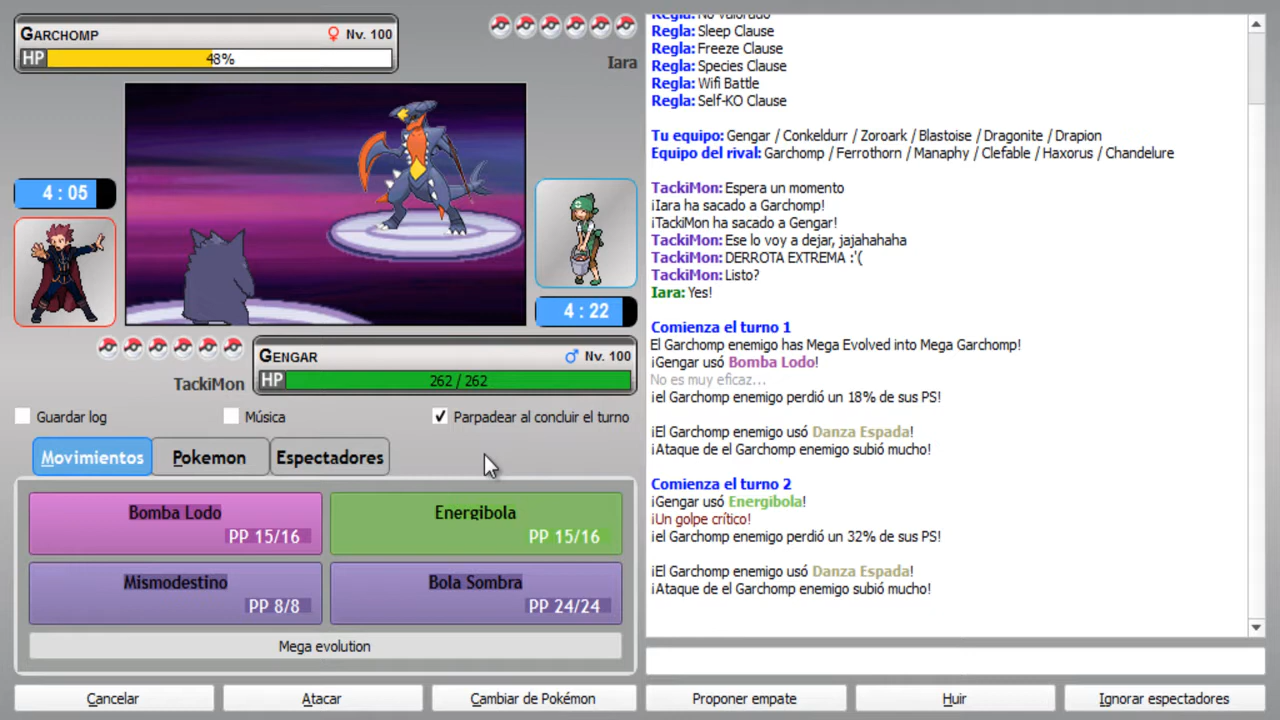 GARCHOMP ♀ Nv. 100
HP 48%
Iara
4 : 05
4 : 22
TackiMon
GENGAR ♂ Nv. 100
HP 262 / 262
Guardar log
Música
Parpadear al concluir el turno
Movimientos
Pokemon
Espectadores
Bomba Lodo
PP 15/16
Energibola
PP 15/16
Mismodestino
PP 8/8
Bola Sombra
PP 24/24
Mega evolution
Cancelar
Atacar
Cambiar de Pokémon
Regla: No valorado
Regla: Sleep Clause
Regla: Freeze Clause
Regla: Species Clause
Regla: Wifi Battle
Regla: Self-KO Clause
Tu equipo: Gengar / Conkeldurr / Zoroark / Blastoise / Dragonite / Drapion
Equipo del rival: Garchomp / Ferrothorn / Manaphy / Clefable / Haxorus / Chandelure
TackiMon: Espera un momento
¡Iara ha sacado a Garchomp!
¡TackiMon ha sacado a Gengar!
TackiMon: Ese lo voy a dejar, jajahahaha
TackiMon: DERROTA EXTREMA :'(
TackiMon: Listo?
Iara: Yes!
Comienza el turno 1
El Garchomp enemigo has Mega Evolved into Mega Garchomp!
¡Gengar usó Bomba Lodo!
No es muy eficaz...
¡el Garchomp enemigo perdió un 18% de sus PS!
¡El Garchomp enemigo usó Danza Espada!
¡Ataque de el Garchomp enemigo subió mucho!
Comienza el turno 2
¡Gengar usó Energibola!
¡Un golpe crítico!
¡el Garchomp enemigo perdió un 32% de sus PS!
¡El Garchomp enemigo usó Danza Espada!
¡Ataque de el Garchomp enemigo subió mucho!
Proponer empate
Huir
Ignorar espectadores